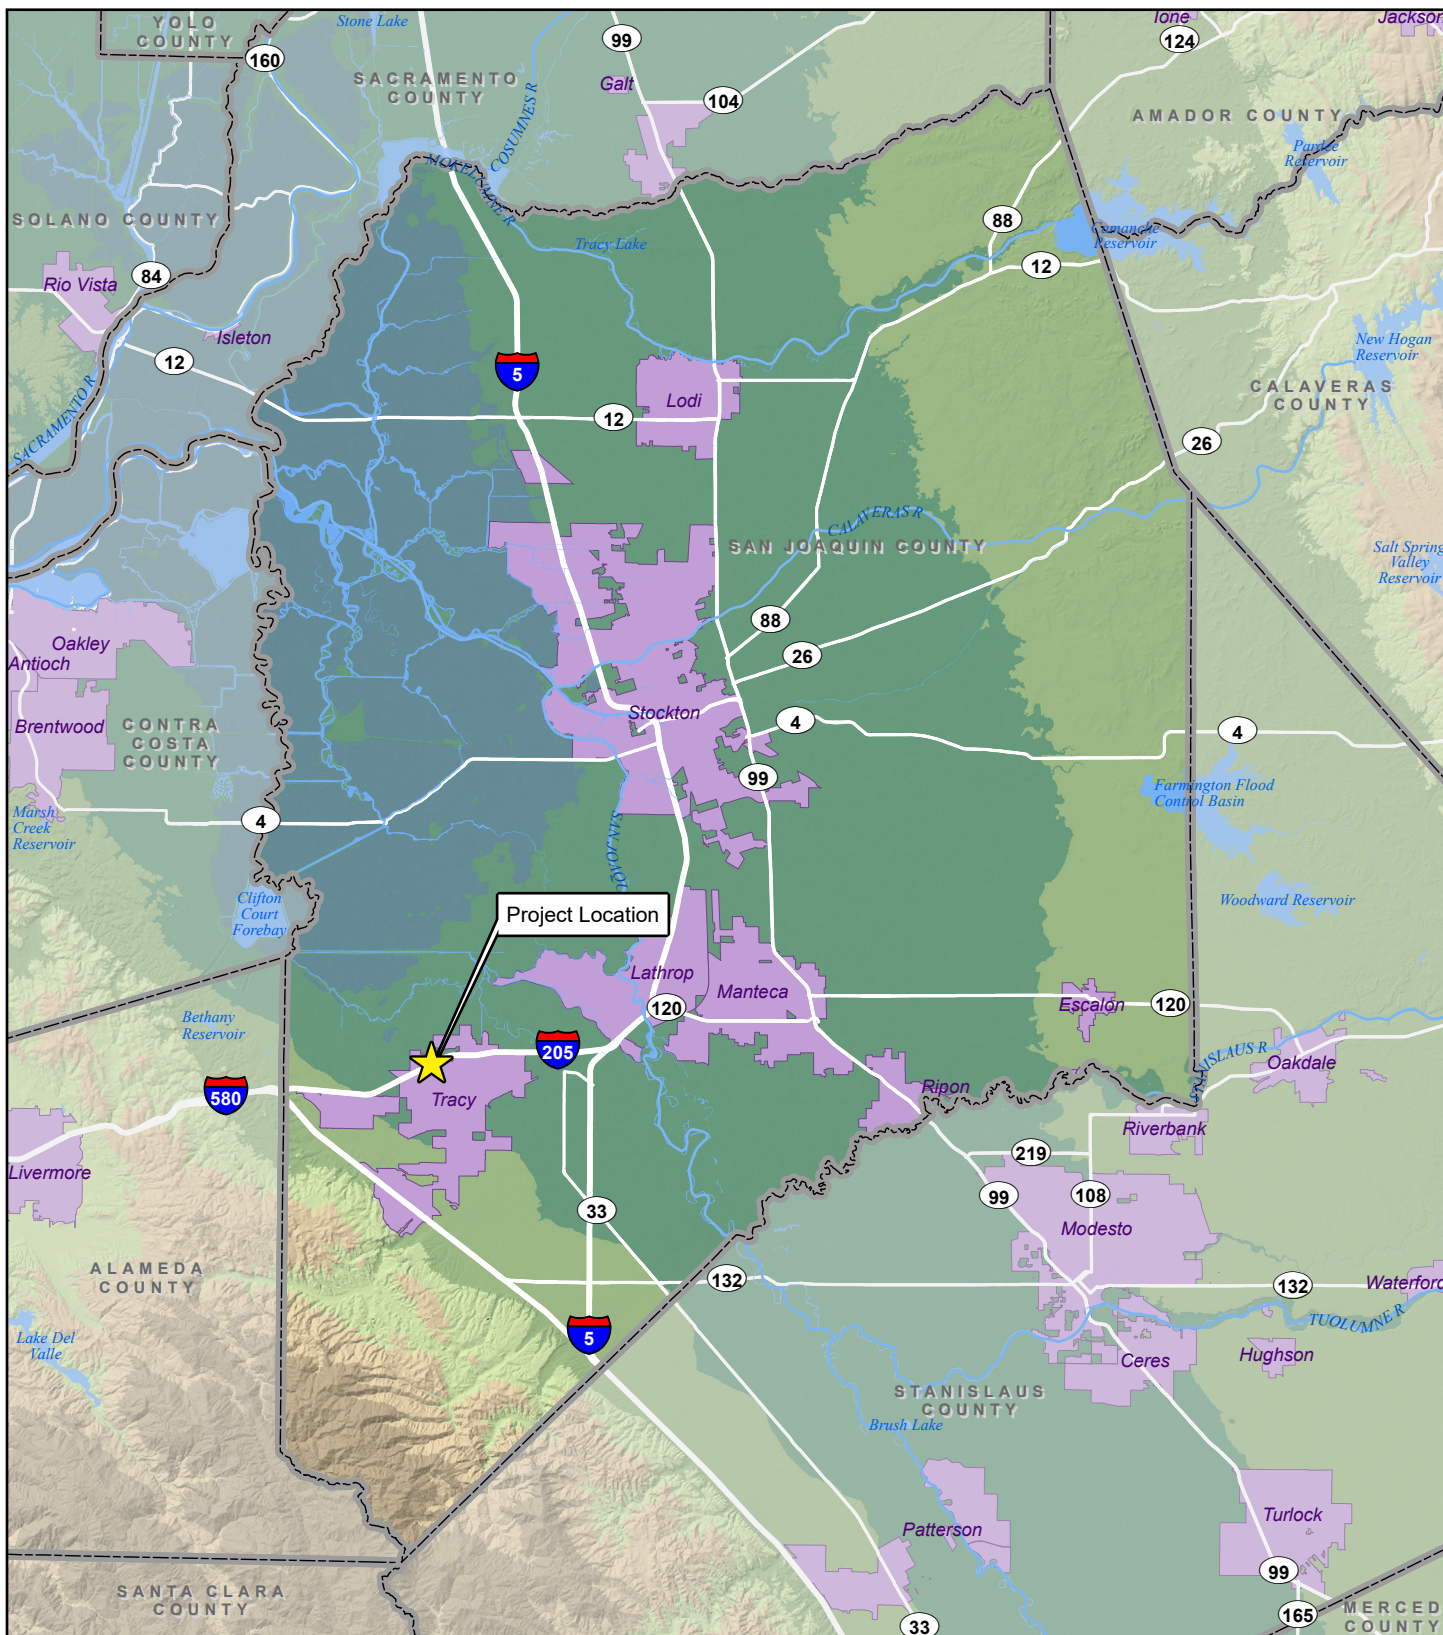 YOLO
COUNTY
Stone Lake
160
SACRAMENTO
COUNTY
99
Galt
104
COSUMNES R
MOKELUMNE R
Ione
124
Jackson
AMADOR COUNTY
Pardee
Reservoir
SOLANO COUNTY
Rio Vista
84
Isleton
12
SACRAMENTO R
Tracy Lake
88
12
Camanche
Reservoir
5
Lodi
12
New Hogan
Reservoir
CALAVERAS
COUNTY
26
CALAVERAS R
SAN JOAQUIN COUNTY
Salt Spring
Valley
Reservoir
Oakley
Antioch
Brentwood
CONTRA
COSTA
COUNTY
88
26
Stockton
4
4
99
Farmington Flood
Control Basin
Marsh
Creek
Reservoir
4
SAN JOAQU
Clifton
Court
Forebay
Project Location
Woodward Reservoir
Lathrop
Manteca
120
Escalon
120
Bethany
Reservoir
205
580
Tracy
STANISLAUS R
Oakdale
Ripon
Riverbank
Livermore
219
99
108
33
Modesto
ALAMEDA
COUNTY
132
132
Waterford
TUOLUMNE R
5
Lake Del
Valle
Ceres
Hughson
STANISLAUS
COUNTY
Brush Lake
Patterson
Turlock
99
SANTA CLARA
COUNTY
33
165
MERCED
COUNTY